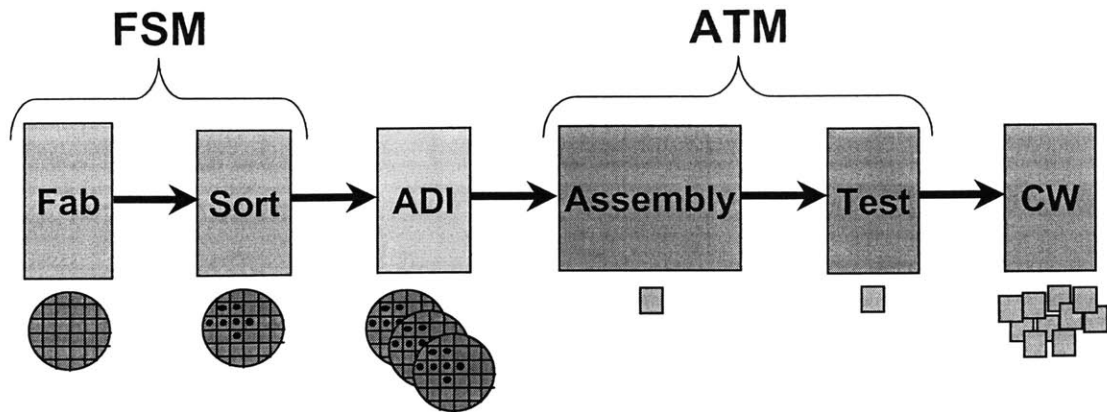 FSM
ATM
Fab
Sort
ADI
Assembly
Test
CW